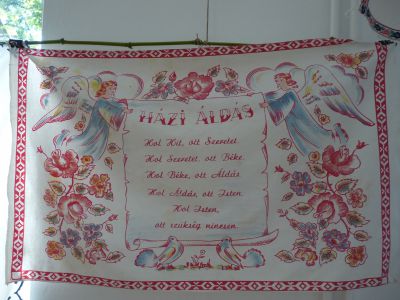 HÁZI ÁLDÁS
Hol Hit, ott Szeretet.
Hol Szeretet, ott Béke.
Hol Béke, ott Áldás.
Hol Áldás, ott Isten.
Hol Isten,
ott szükség nincsen.